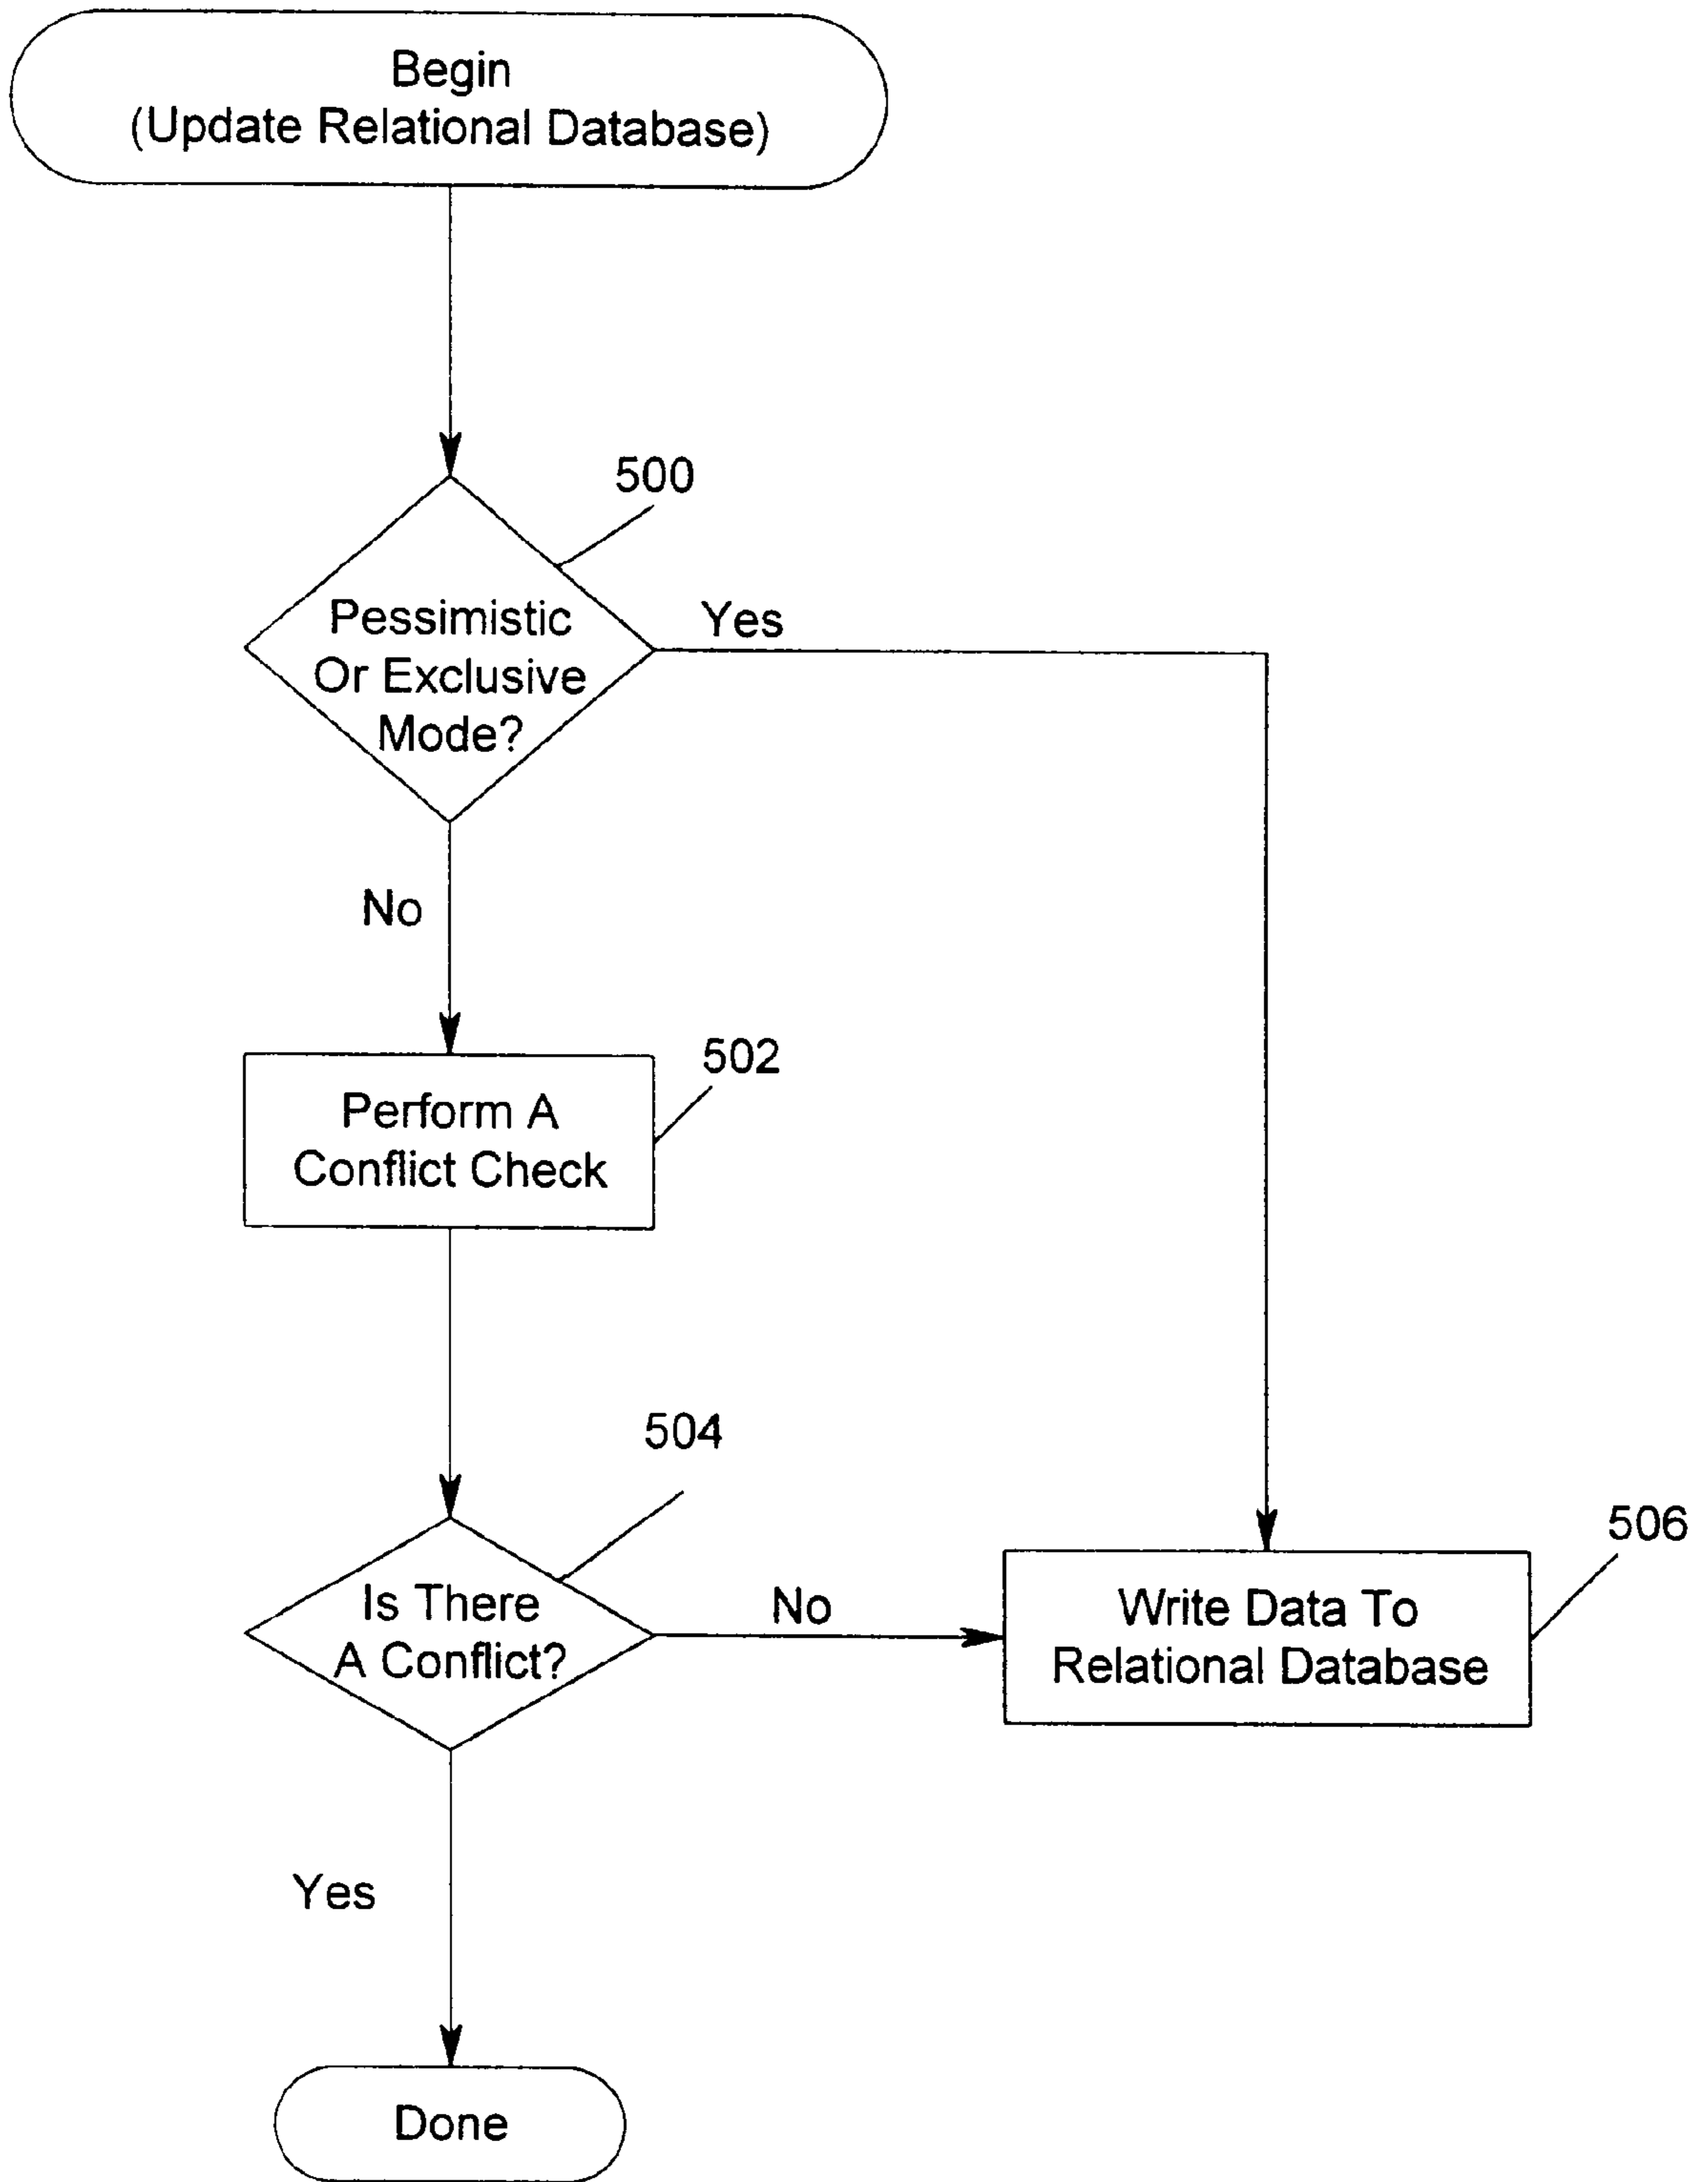 Begin
(Update Relational Database)
500
Pessimistic
Or Exclusive
Mode?
Yes
No
502
Perform A
Conflict Check
504
Is There
A Conflict?
No
506
Write Data To
Relational Database
Yes
Done